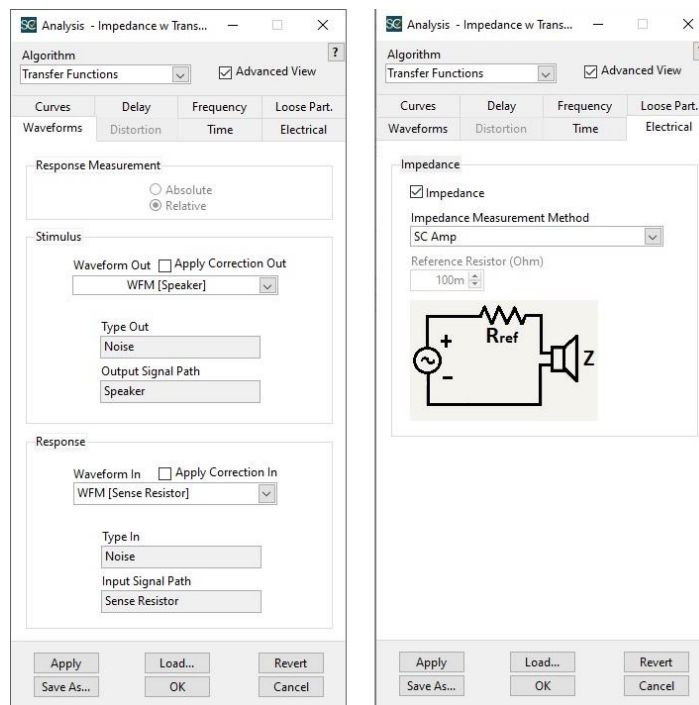 SC Analysis - Impedance w Trans...
Algorithm
?
Transfer Functions
Advanced View
Curves Delay Frequency Loose Part.
Waveforms Distortion Time Electrical
Response Measurement
Absolute
Relative
Stimulus
Waveform Out Apply Correction Out
WFM [Speaker]
Type Out
Noise
Output Signal Path
Speaker
Response
Waveform In Apply Correction In
WFM [Sense Resistor]
Type In
Noise
Input Signal Path
Sense Resistor
Apply Load... Revert
Save As... OK Cancel
SC Analysis - Impedance w Trans...
Algorithm
Transfer Functions
Advanced View
Curves Delay Frequency Loose Part.
Waveforms Distortion Time Electrical
Impedance
Impedance
Impedance Measurement Method
SC Amp
Reference Resistor (Ohm)
100m
Rref
+
Z
−
Apply Load... Revert
Save As... OK Cancel